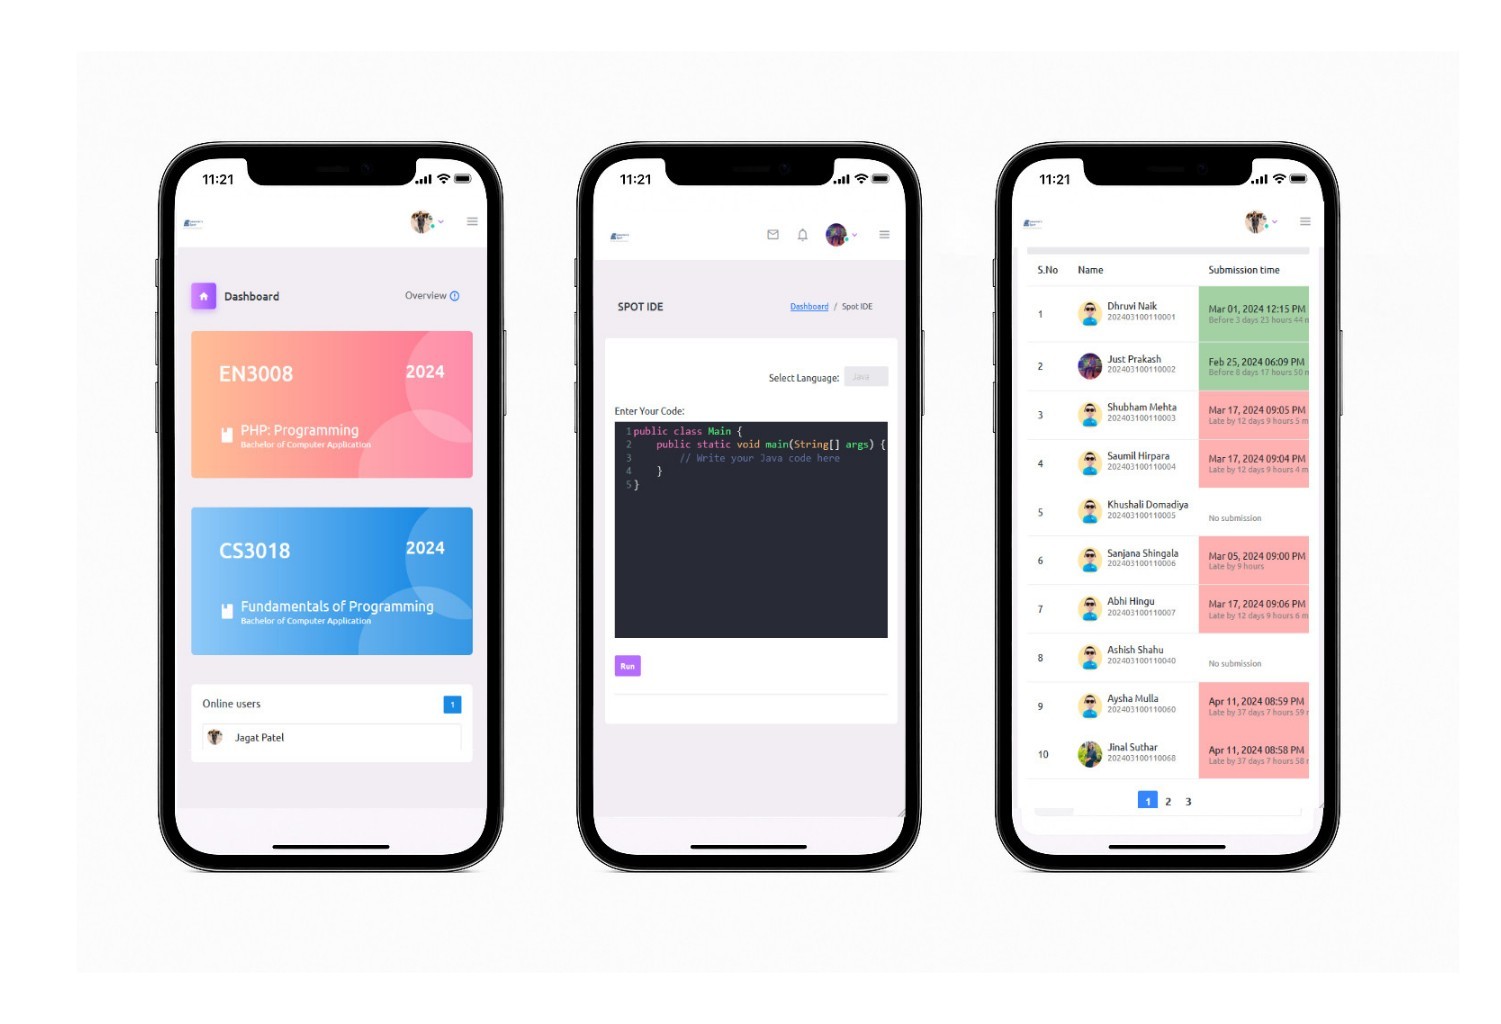 11:21
Dashboard
Overview
EN3008
2024
PHP: Programming
Bachelor of Computer Application
CS3018
2024
Fundamentals of Programming
Bachelor of Computer Application
Online users
1
Jagat Patel
11:21
SPOT IDE
Dashboard / Spot IDE
Select Language:
Java
Enter Your Code:
1 public class Main {
2 public static void main(String[] args) {
3 // Write your Java code here
4 }
5 }
Run
11:21
S.No Name Submission time
1 Dhruvi Naik Mar 01, 2024 12:15 PM
202403100110001 Before 3 days 23 hours 44 m
2 Just Prakash Feb 25, 2024 06:09 PM
202403100110002 Before 8 days 17 hours 50 m
3 Shubham Mehta Mar 17, 2024 09:05 PM
202403100110003 Late by 12 days 9 hours 5 m
4 Saumil Hirpara Mar 17, 2024 09:04 PM
202403100110004 Late by 12 days 9 hours 4 m
5 Khushali Domadiya
202403100110005 No submission
6 Sanjana Shingala Mar 05, 2024 09:00 PM
202403100110006 Late by 9 hours
7 Abhi Hingu Mar 17, 2024 09:06 PM
202403100110007 Late by 12 days 9 hours 6 m
8 Ashish Shahu
202403100110040 No submission
9 Aysha Mulla Apr 11, 2024 08:59 PM
202403100110060 Late by 37 days 7 hours 59 m
10 Jinal Suthar Apr 11, 2024 08:58 PM
202403100110068 Late by 37 days 7 hours 58 m
1 2 3